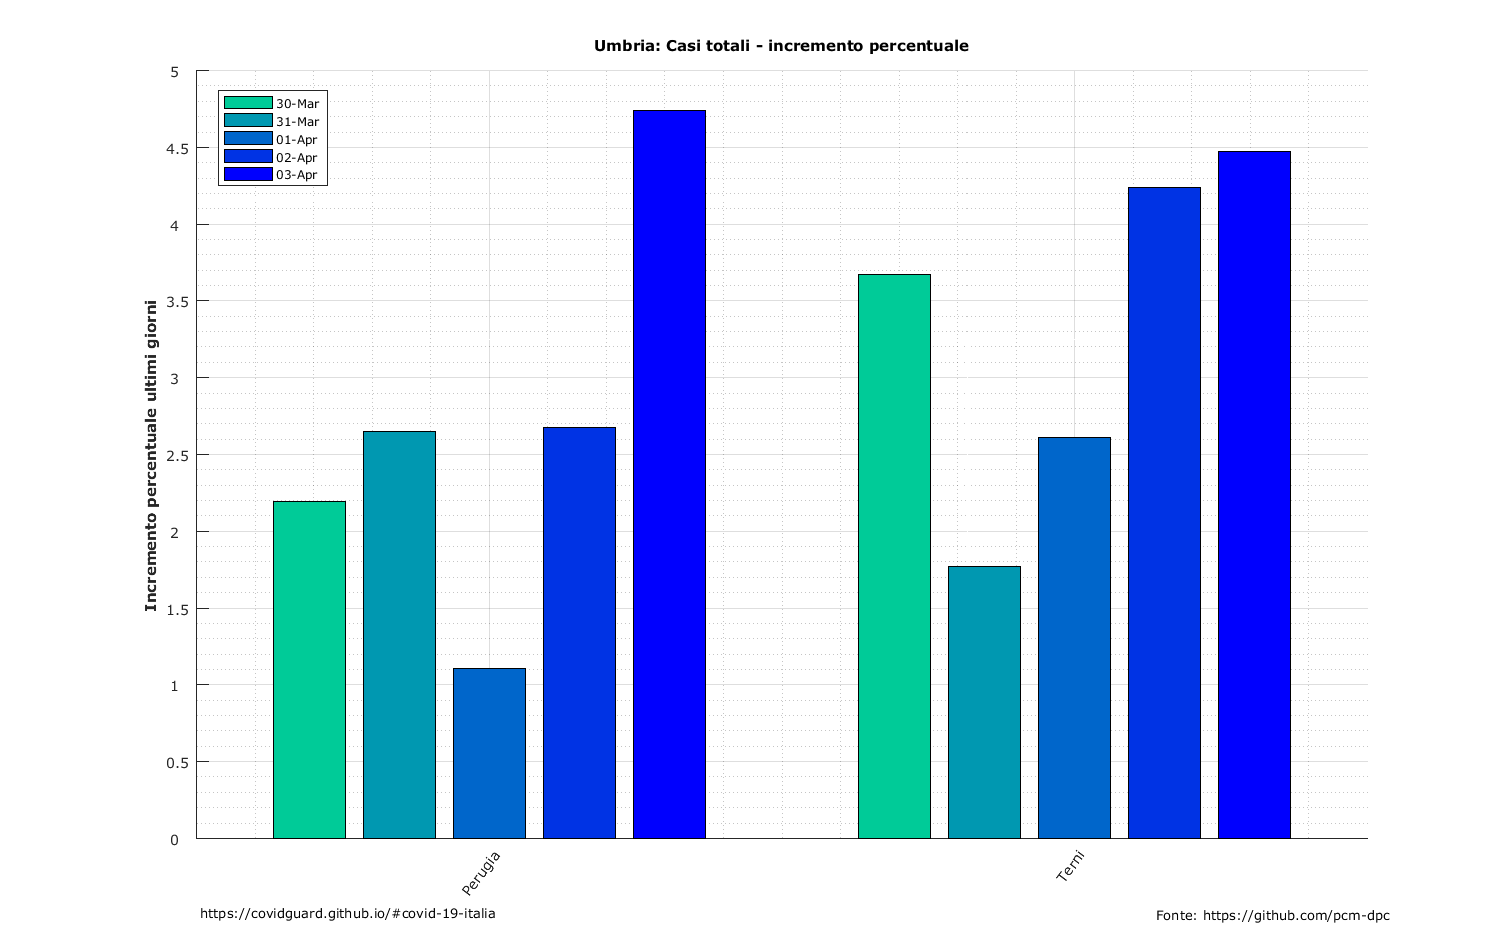 Umbria: Casi totali - incremento percentuale
5
4.5
4
3.5
3
2.5
2
1.5
1
0.5
0
Incremento percentuale ultimi giorni
30-Mar
31-Mar
01-Apr
02-Apr
03-Apr
Perugia
Terni
https://covidguard.github.io/#covid-19-italia
Fonte: https://github.com/pcm-dpc